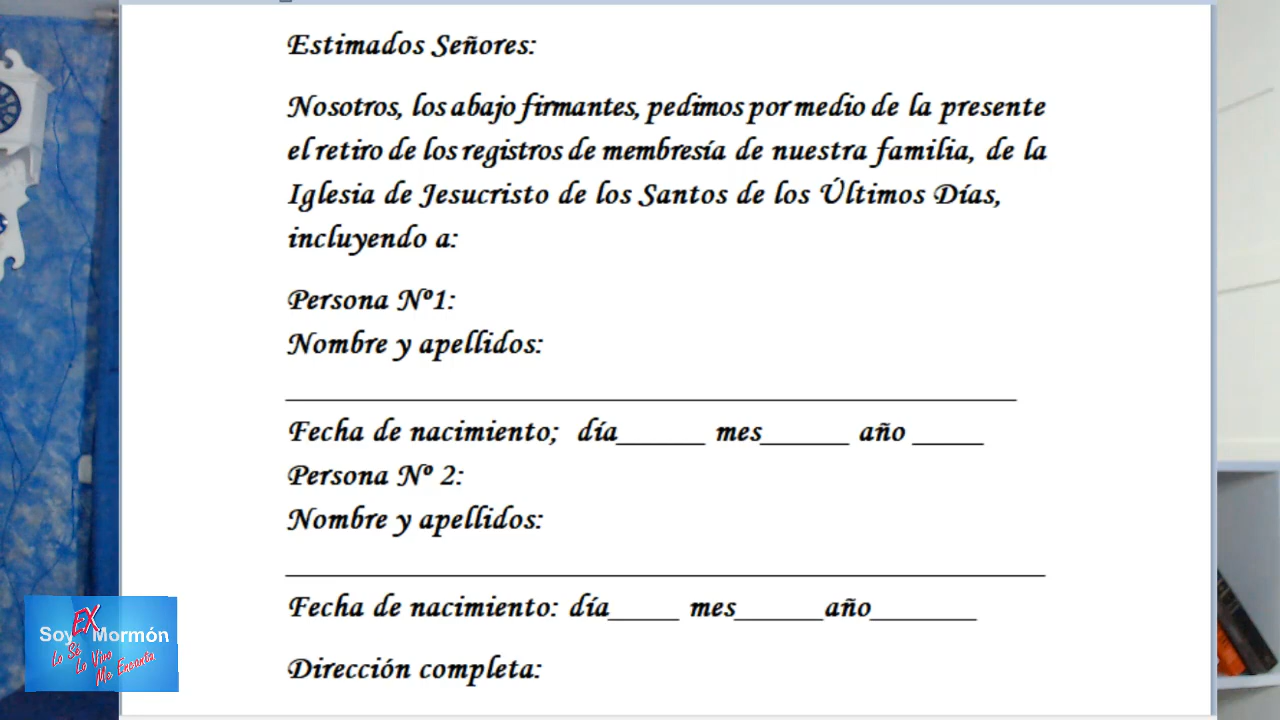 Estimados Señores:
Nosotros, los abajo firmantes, pedimos por medio de la presente
el retiro de los registros de membresía de nuestra familia, de la
Iglesia de Jesucristo de los Santos de los Últimos Días,
incluyendo a:
Persona Nº1:
Nombre y apellidos:
Fecha de nacimiento; día______ mes______ año _____
Persona Nº 2:
Nombre y apellidos:
Fecha de nacimiento: día_____ mes______año_______
Dirección completa:
EX
Soy Mormón
Lo Sé
Lo Vivo
Me Encanta